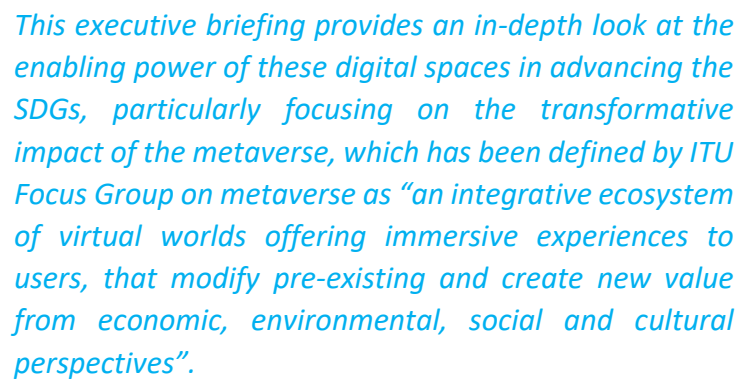 This executive briefing provides an in-depth look at the
enabling power of these digital spaces in advancing the
SDGs, particularly focusing on the transformative
impact of the metaverse, which has been defined by ITU
Focus Group on metaverse as “an integrative ecosystem
of virtual worlds offering immersive experiences to
users, that modify pre-existing and create new value
from economic, environmental, social and cultural
perspectives”.